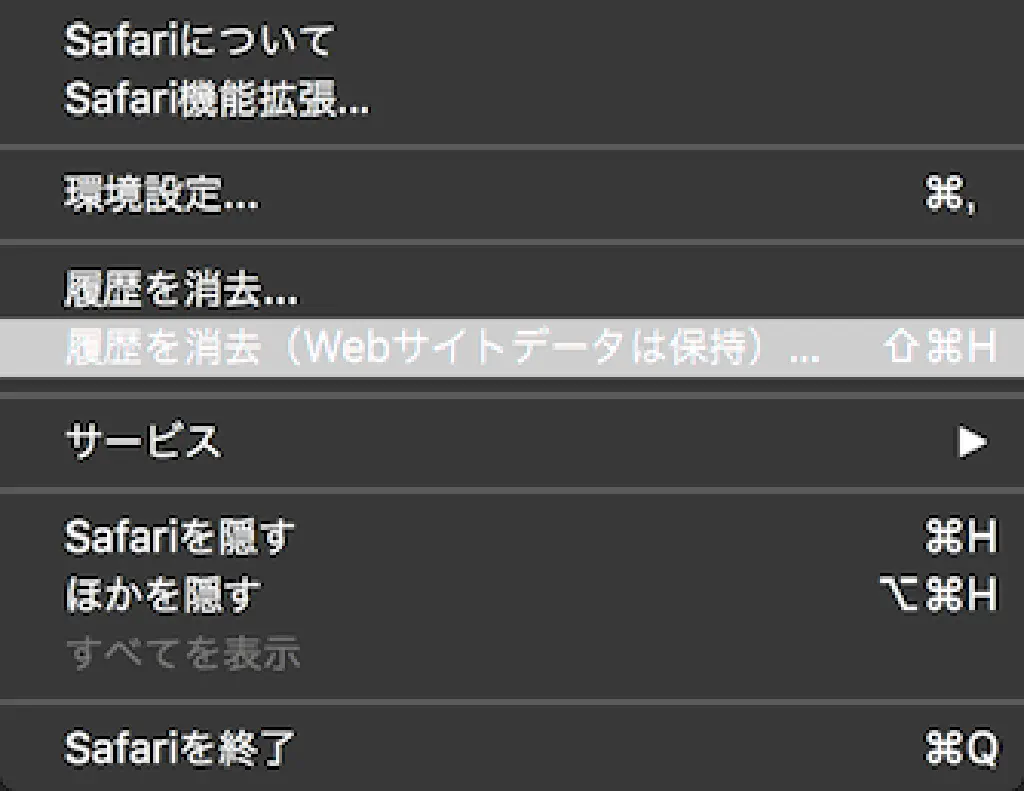 Safariについて
Safari機能拡張...
環境設定... ⌘,
履歴を消去...
履歴を消去（Webサイトデータは保持）... ⇧⌘H
サービス ▶
Safariを隠す ⌘H
ほかを隠す ⌥⌘H
すべてを表示
Safariを終了 ⌘Q